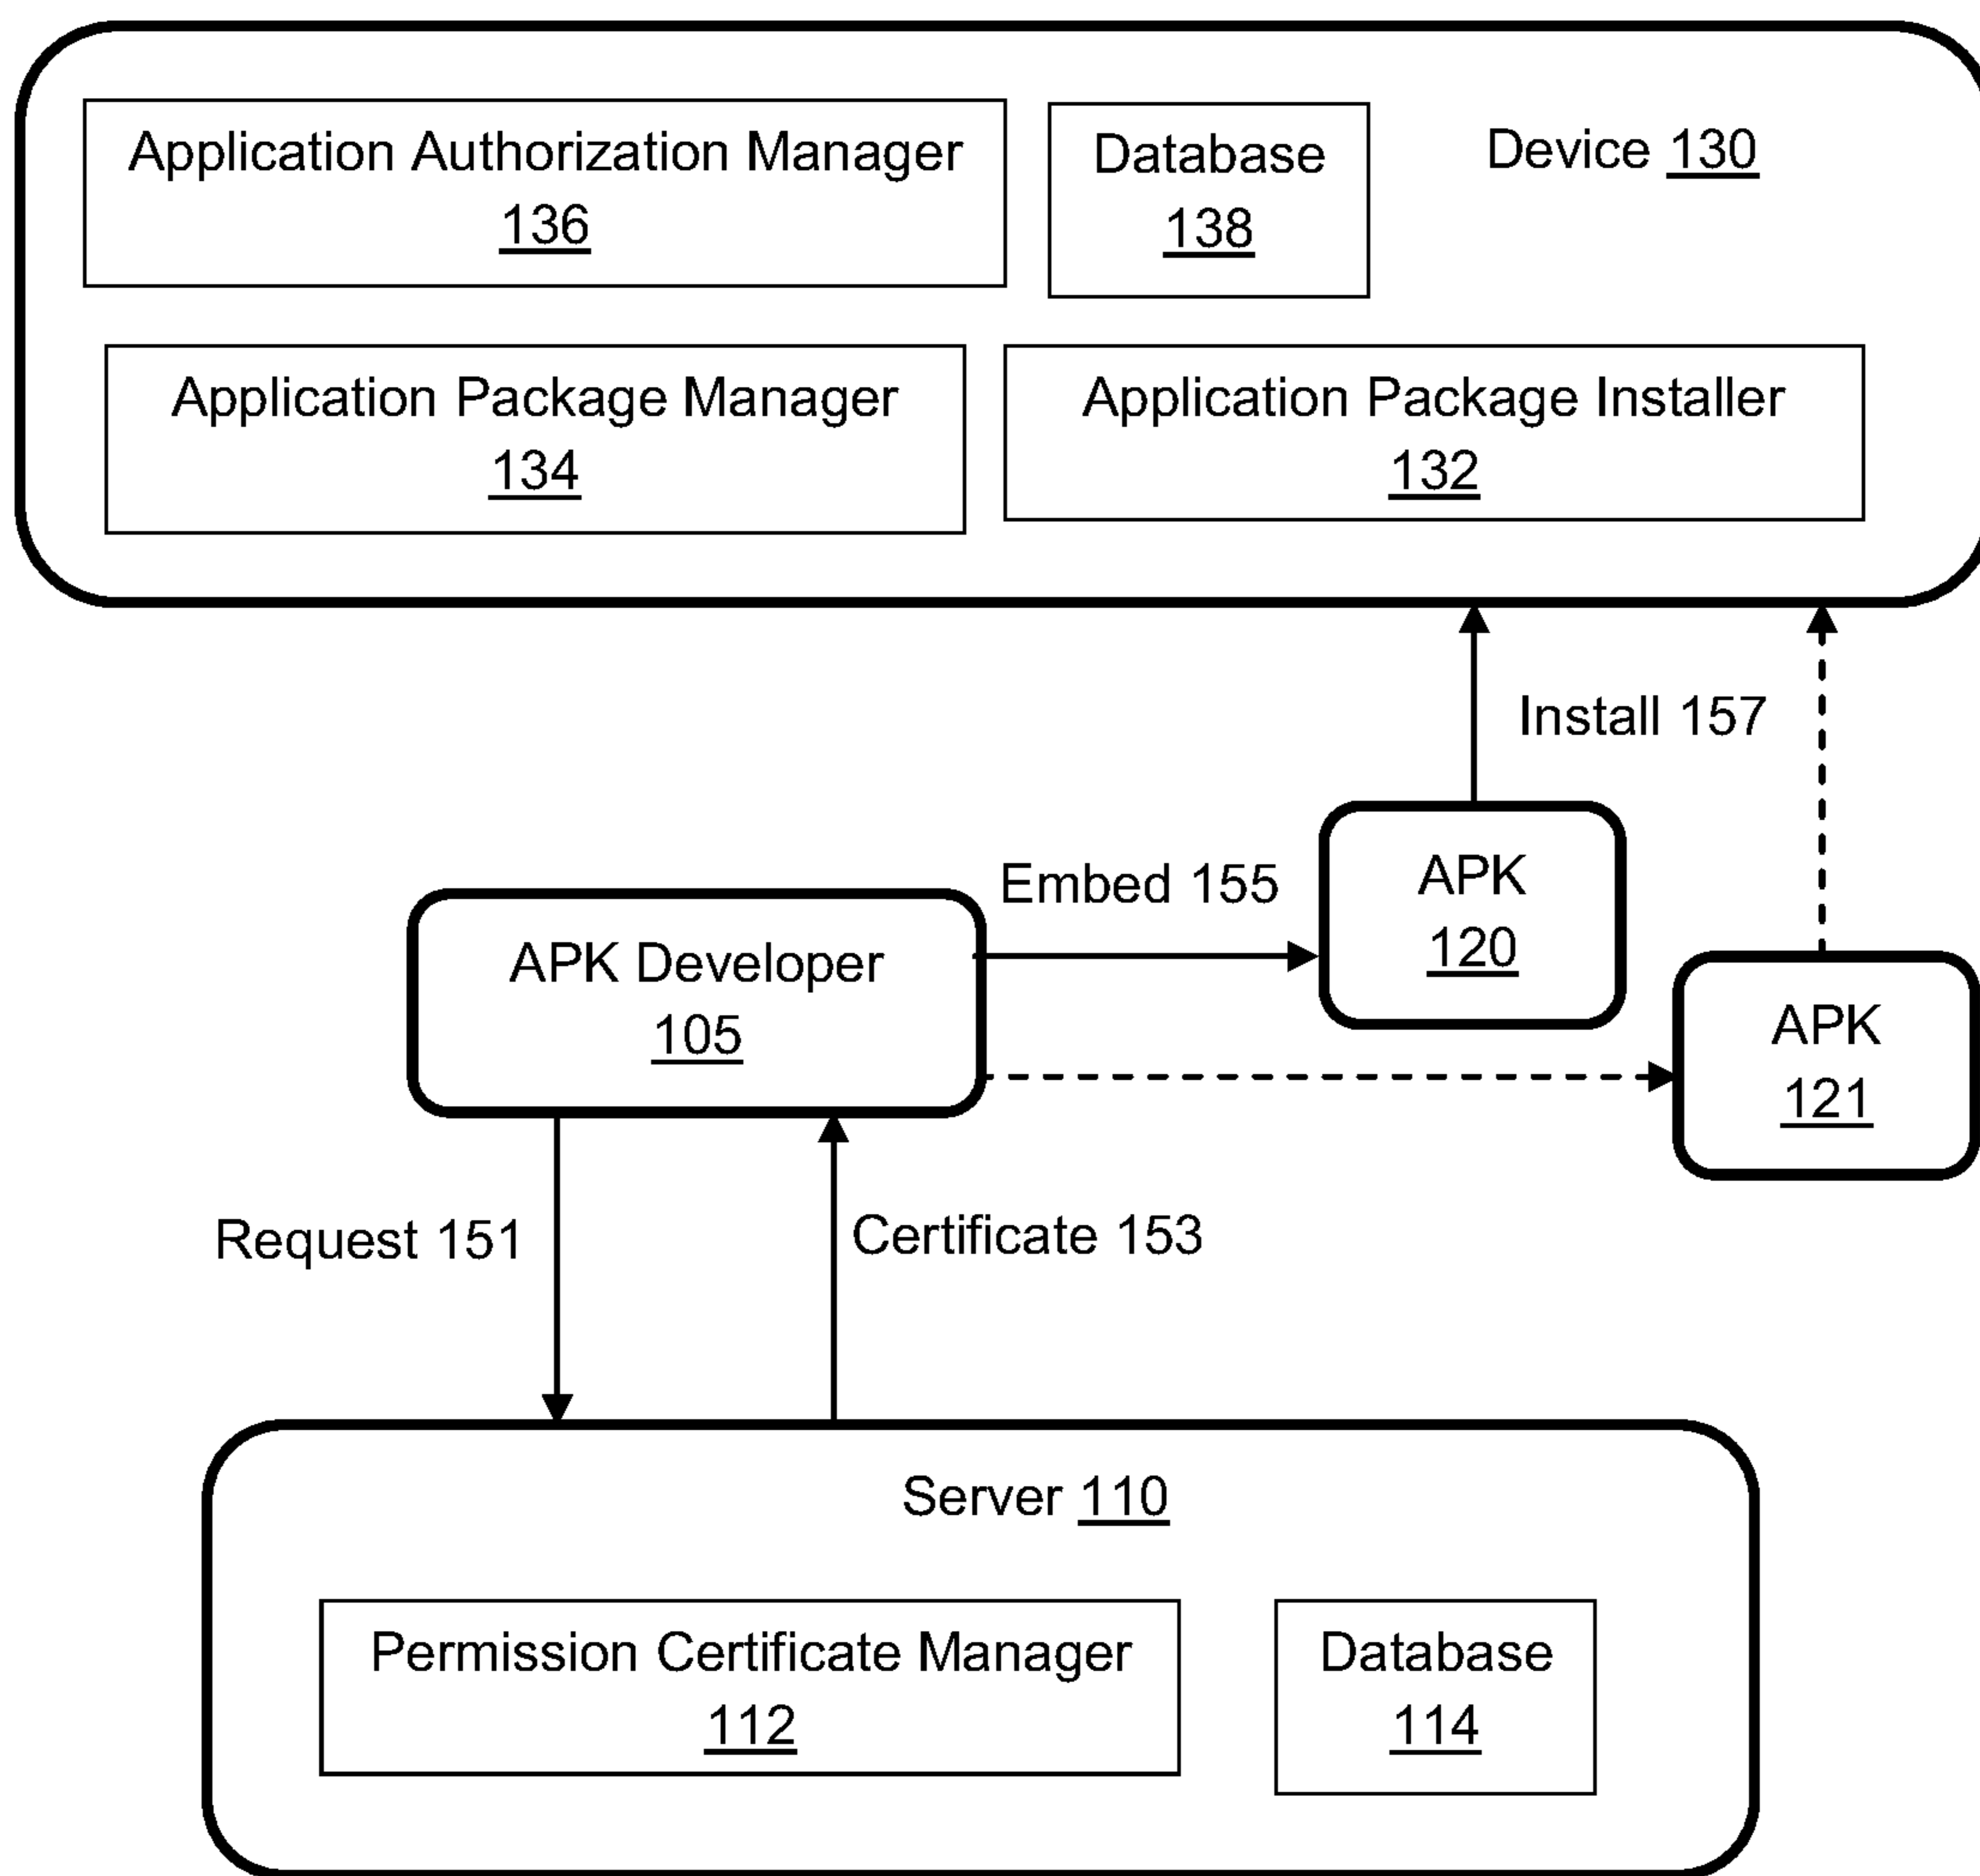 Application Authorization Manager
136
Database
138
Device 130
Application Package Manager
134
Application Package Installer
132
Install 157
Embed 155
APK
120
APK Developer
105
APK
121
Request 151
Certificate 153
Server 110
Permission Certificate Manager
112
Database
114